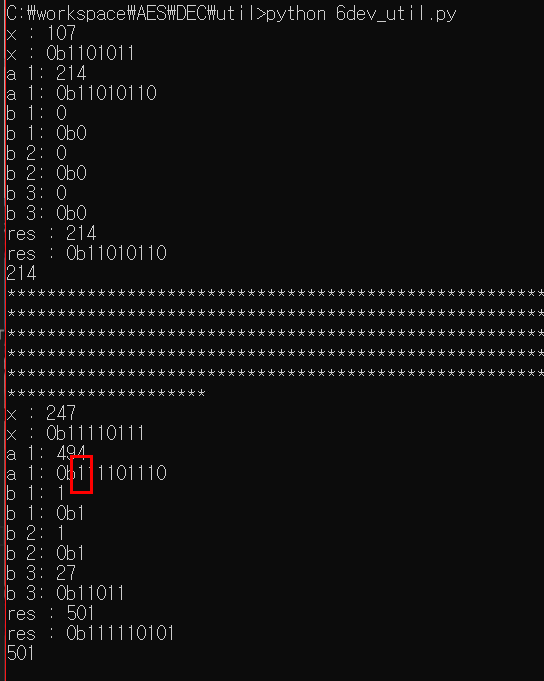 C:\workspace\AES\DEC\util>python 6dev_util.py
x : 107
x : 0b1101011
a 1: 214
a 1: 0b11010110
b 1: 0
b 1: 0b0
b 2: 0
b 2: 0b0
b 3: 0
b 3: 0b0
res : 214
res : 0b11010110
214
******************************************************
******************************************************
******************************************************
******************************************************
******************************************************
********************
x : 247
x : 0b11110111
a 1: 494
a 1: 0b111101110
b 1: 1
b 1: 0b1
b 2: 1
b 2: 0b1
b 3: 27
b 3: 0b11011
res : 501
res : 0b111110101
501